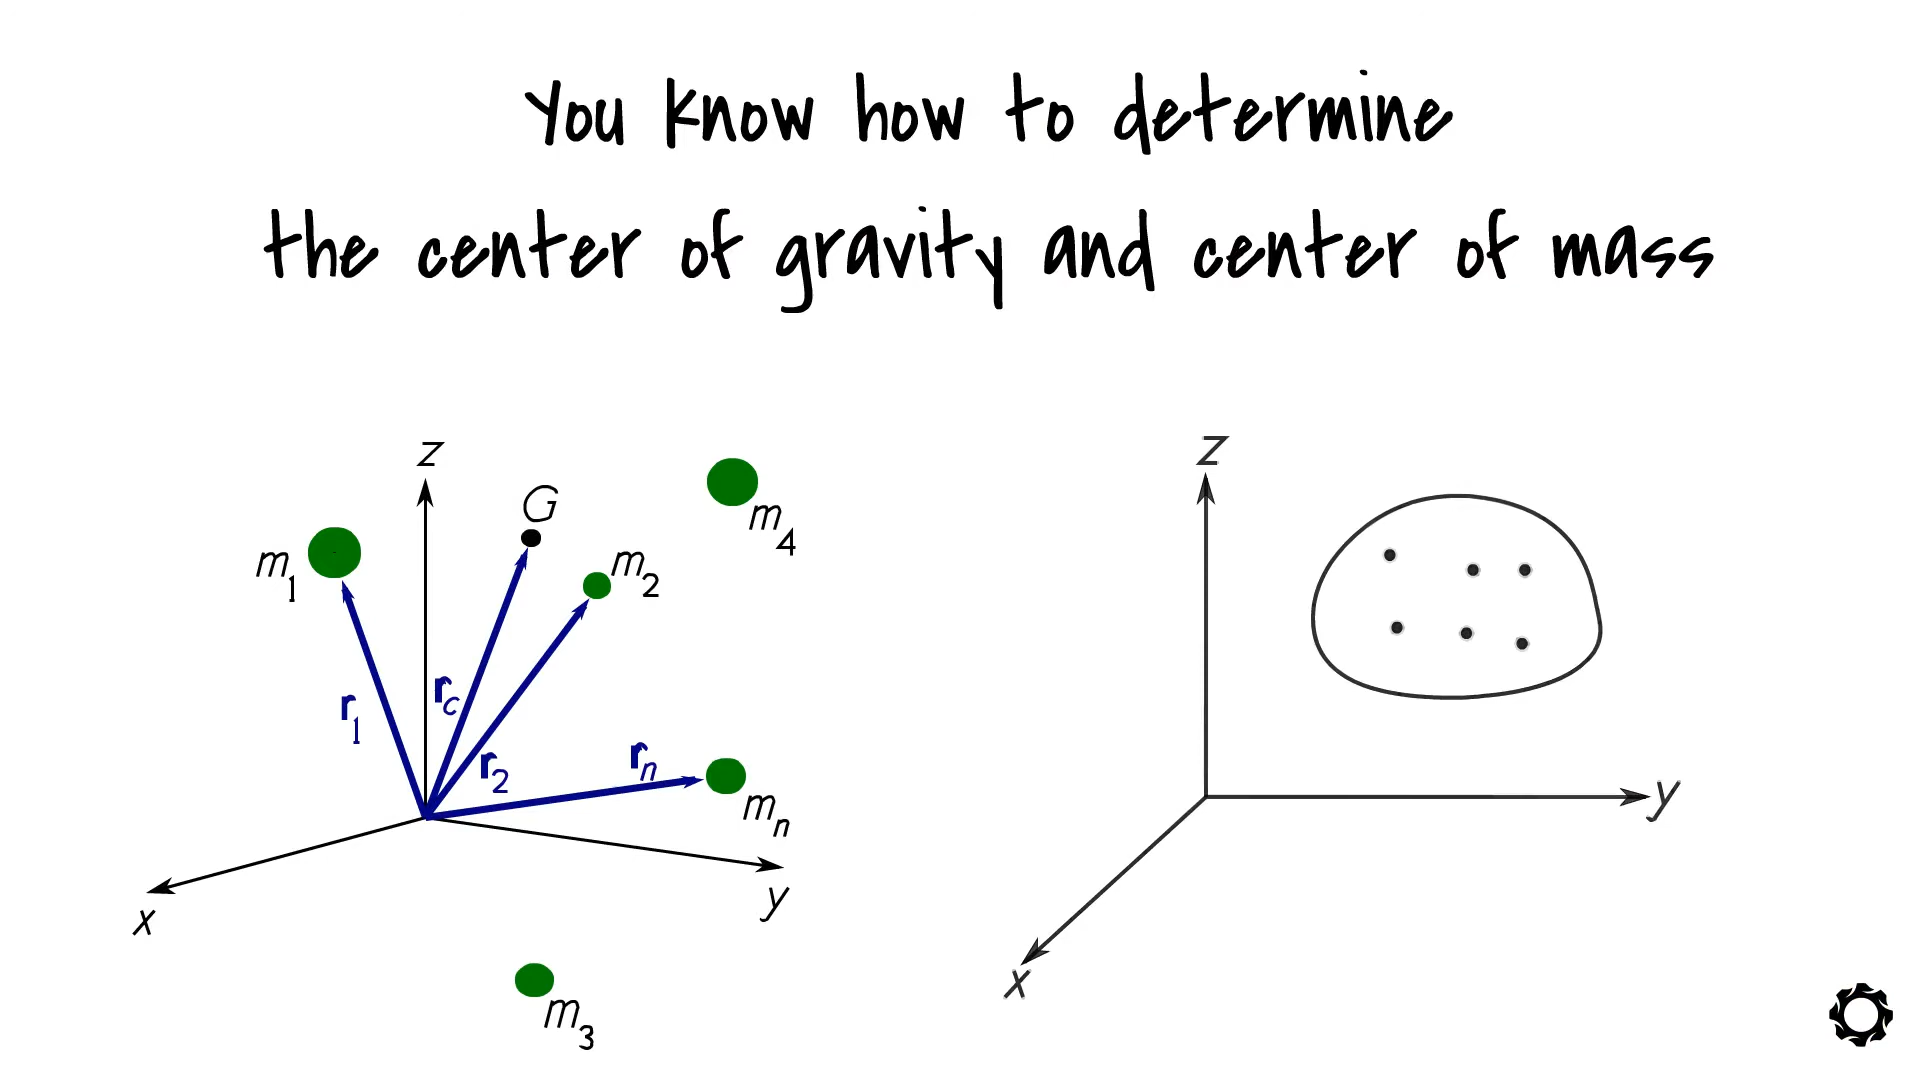 You know how to determine
the center of gravity and center of mass
z
G
m4
m1
m2
rc
r1
r2
rn
mn
x
y
m3
z
y
x